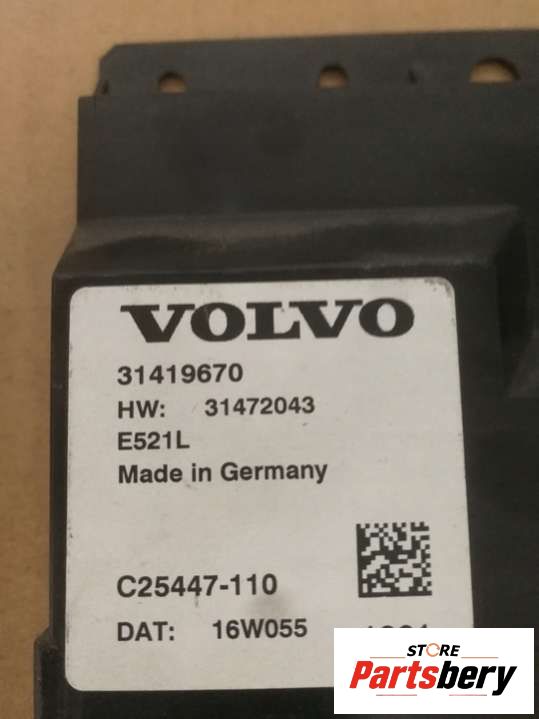 VOLVO
31419670
HW: 31472043
E521L
Made in Germany
C25447-110
DAT: 16W055
STORE
Partsbery